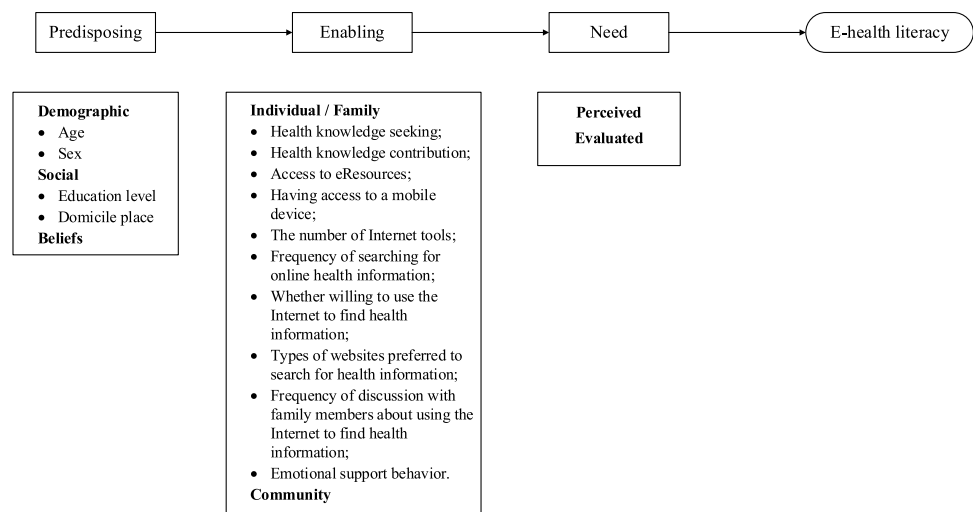 Predisposing
Enabling
Need
E-health literacy
Demographic
• Age
• Sex
Social
• Education level
• Domicile place
Beliefs
Individual / Family
• Health knowledge seeking;
• Health knowledge contribution;
• Access to eResources;
• Having access to a mobile
device;
• The number of Internet tools;
• Frequency of searching for
online health information;
• Whether willing to use the
Internet to find health
information;
• Types of websites preferred to
search for health information;
• Frequency of discussion with
family members about using the
Internet to find health
information;
• Emotional support behavior.
Community
Perceived
Evaluated